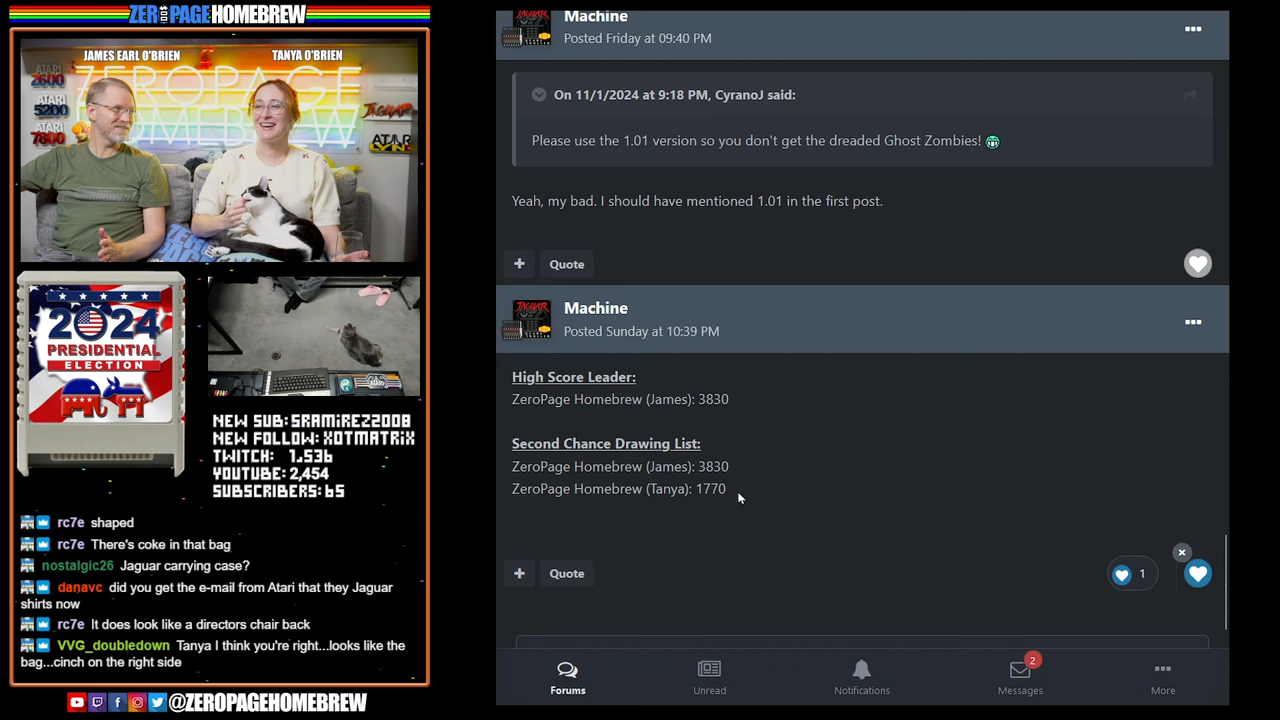 ZEROPAGEHOMEBREW
JAMES EARL O'BRIEN
TANYA O'BRIEN
ATARI
2600
ATARI
5200
ATARI
7800
ZEROPAGE
HOMEBREW
JAGUAR
ATARI
2024
PRESIDENTIAL
ELECTION
NEW SUB: SRAMIREZ2008
NEW FOLLOW: XOTMATRIX
TWITCH: 1,536
YOUTUBE: 2,454
SUBSCRIBERS: 65
rc7e shaped
rc7e There's coke in that bag
nostalgic26 Jaguar carrying case?
danavc did you get the e-mail from Atari that they Jaguar
shirts now
rc7e It does look like a directors chair back
VVG_doubledown Tanya I think you're right...looks like the
bag...cinch on the right side
@ZEROPAGEHOMEBREW
Machine
Posted Friday at 09:40 PM
On 11/1/2024 at 9:18 PM, CyranoJ said:
Please use the 1.01 version so you don't get the dreaded Ghost Zombies!
Yeah, my bad. I should have mentioned 1.01 in the first post.
+ Quote
Machine
Posted Sunday at 10:39 PM
High Score Leader:
ZeroPage Homebrew (James): 3830
Second Chance Drawing List:
ZeroPage Homebrew (James): 3830
ZeroPage Homebrew (Tanya): 1770
+ Quote
1
2
Forums Unread Notifications Messages More